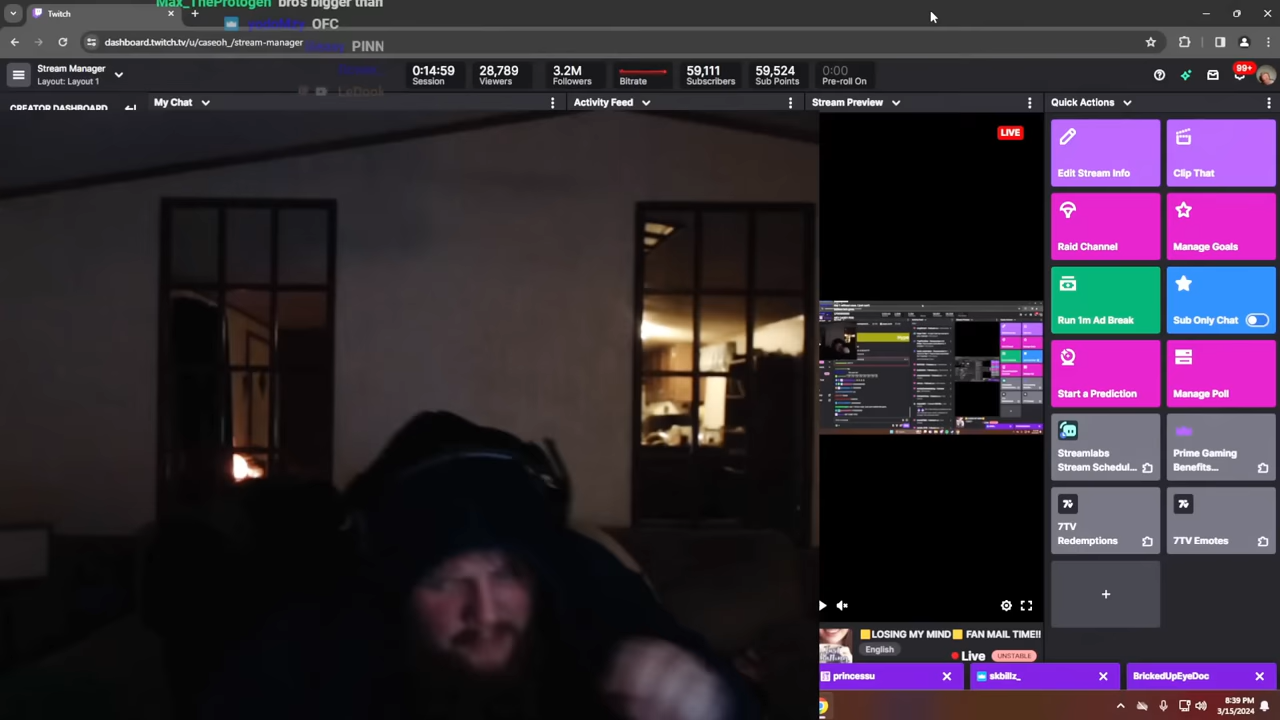 Max_TheProtogen bro's bigger than
Twitch
OFC
PINN
dashboard.twitch.tv/u/caseoh_/stream-manager
Stream Manager
Layout: Layout 1
0:14:59
Session
28,789
Viewers
3.2M
Followers
Bitrate
59,111
Subscribers
59,524
Sub Points
0:00
Pre-roll On
99+
CREATOR DASHBOARD
My Chat
Activity Feed
Stream Preview
Quick Actions
LIVE
Edit Stream Info
Clip That
Raid Channel
Manage Goals
Run 1m Ad Break
Sub Only Chat
Start a Prediction
Manage Poll
Streamlabs
Stream Schedul...
Prime Gaming
Benefits...
7TV
Redemptions
7TV Emotes
LOSING MY MIND FAN MAIL TIME!!
English
Live
UNSTABLE
princessu
skbillz_
BrickedUpEyeDoc
8:39 PM
3/15/2024